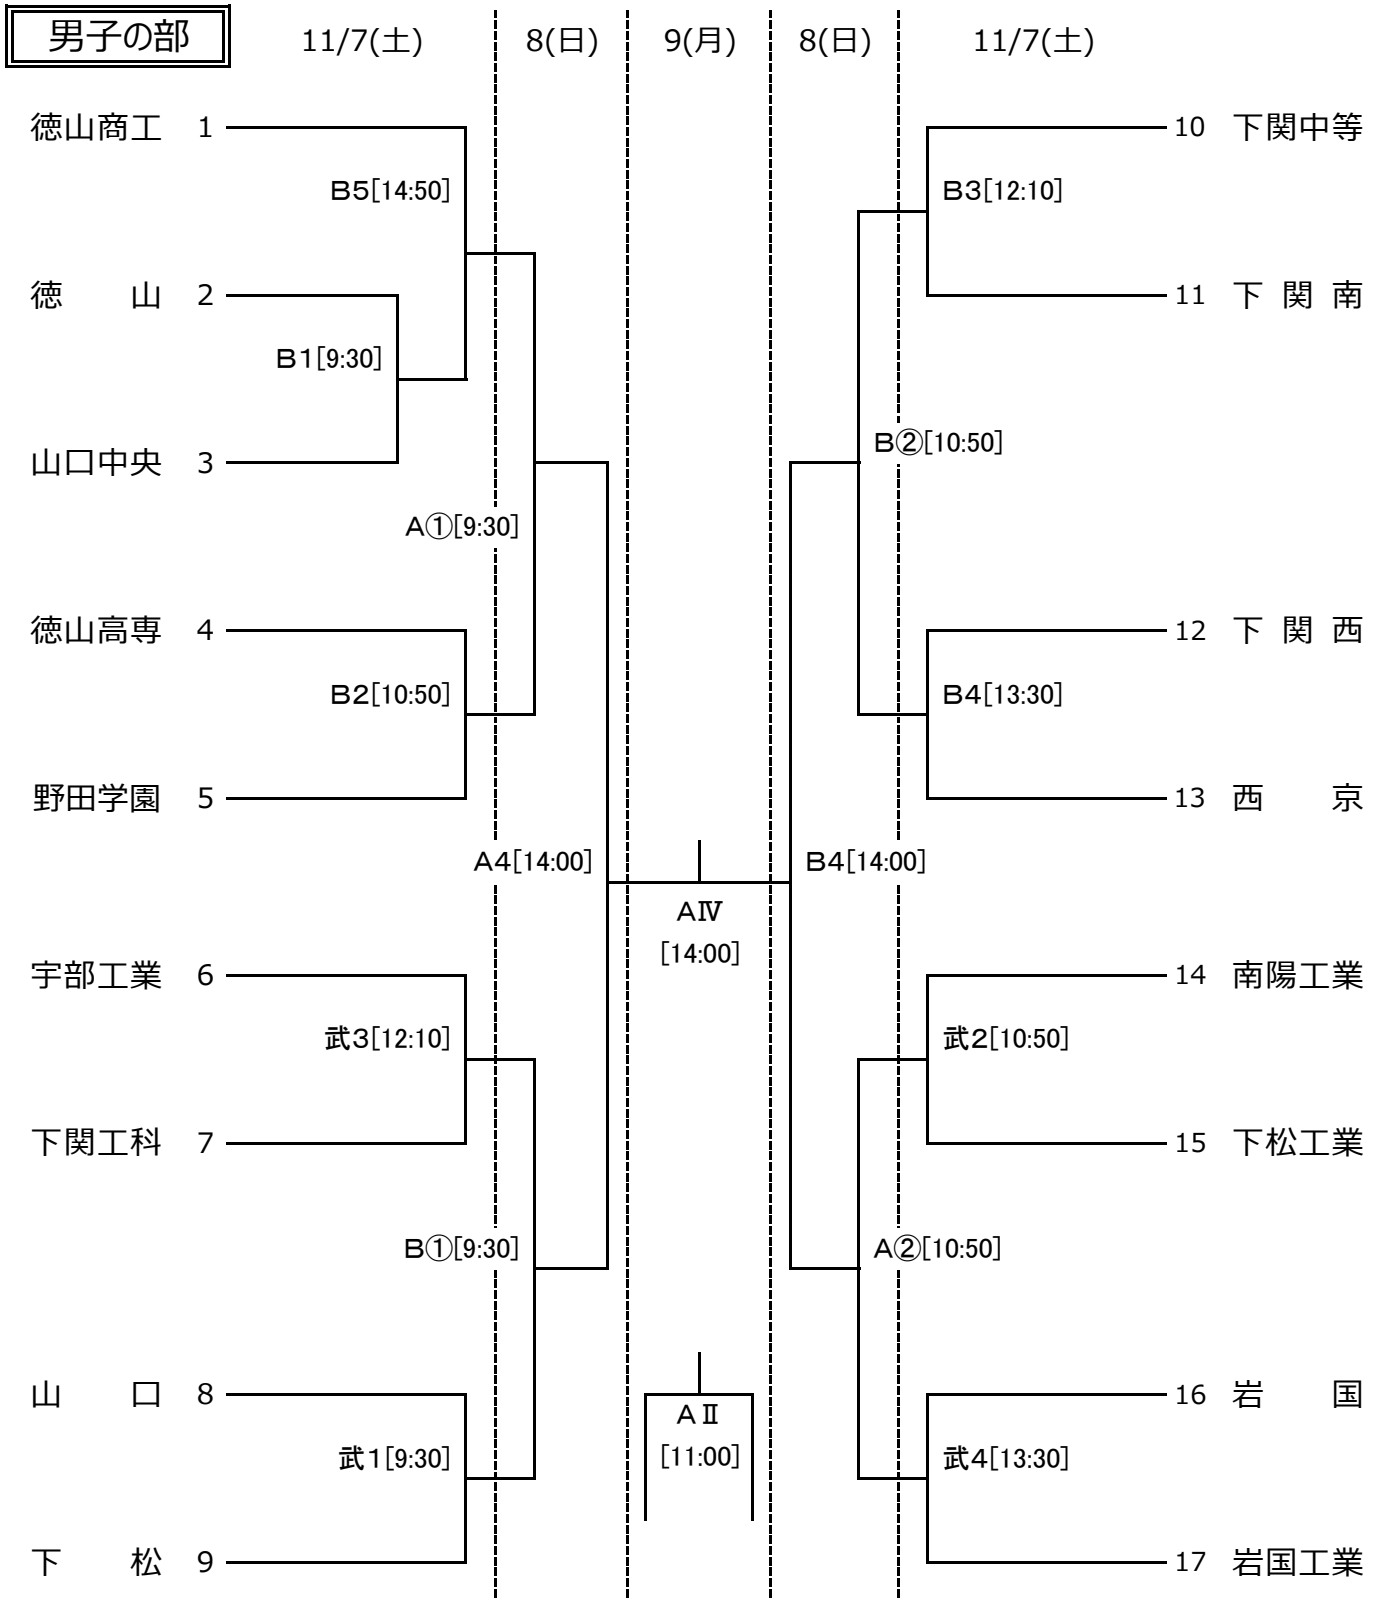 男子の部 11/7(土) 8(日) 9(月) 8(日) 11/7(土)
徳山商工 1 10 下関中等
B5[14:50] B3[12:10]
徳 山 2 11 下 関 南
B1[9:30]
B②[10:50]
山口中央 3
A①[9:30]
徳山高専 4 12 下 関 西
B2[10:50] B4[13:30]
野田学園 5 13 西 京
A4[14:00] B4[14:00]
AⅣ
[14:00]
宇部工業 6 14 南陽工業
武3[12:10] 武2[10:50]
下関工科 7 15 下松工業
B①[9:30] A②[10:50]
山 口 8 16 岩 国
AⅡ
武1[9:30] [11:00] 武4[13:30]
下 松 9 17 岩国工業